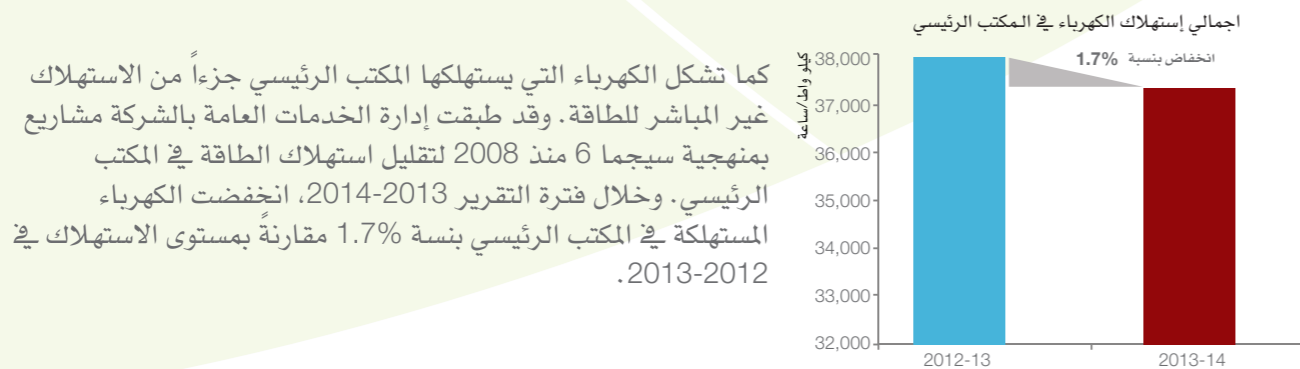 كما تشكل الكهرباء التي يستهلكها المكتب الرئيسي جزءاً من الاستهلاك
غير المباشر للطاقة. وقد طبقت إدارة الخدمات العامة بالشركة مشاريع
بمنهجية سيجما 6 منذ 2008 لتقليل استهلاك الطاقة في المكتب
الرئيسي. وخلال فترة التقرير 2013-2014، انخفضت الكهرباء
المستهلكة في المكتب الرئيسي بنسة 1.7% مقارنةً بمستوى الاستهلاك في
2012-2013.
اجمالي إستهلاك الكهرباء في المكتب الرئيسي
انخفاض بنسبة 1.7%
كيلو واط/ساعة
38,000
37,000
36,000
35,000
34,000
33,000
32,000
2012-13
2013-14